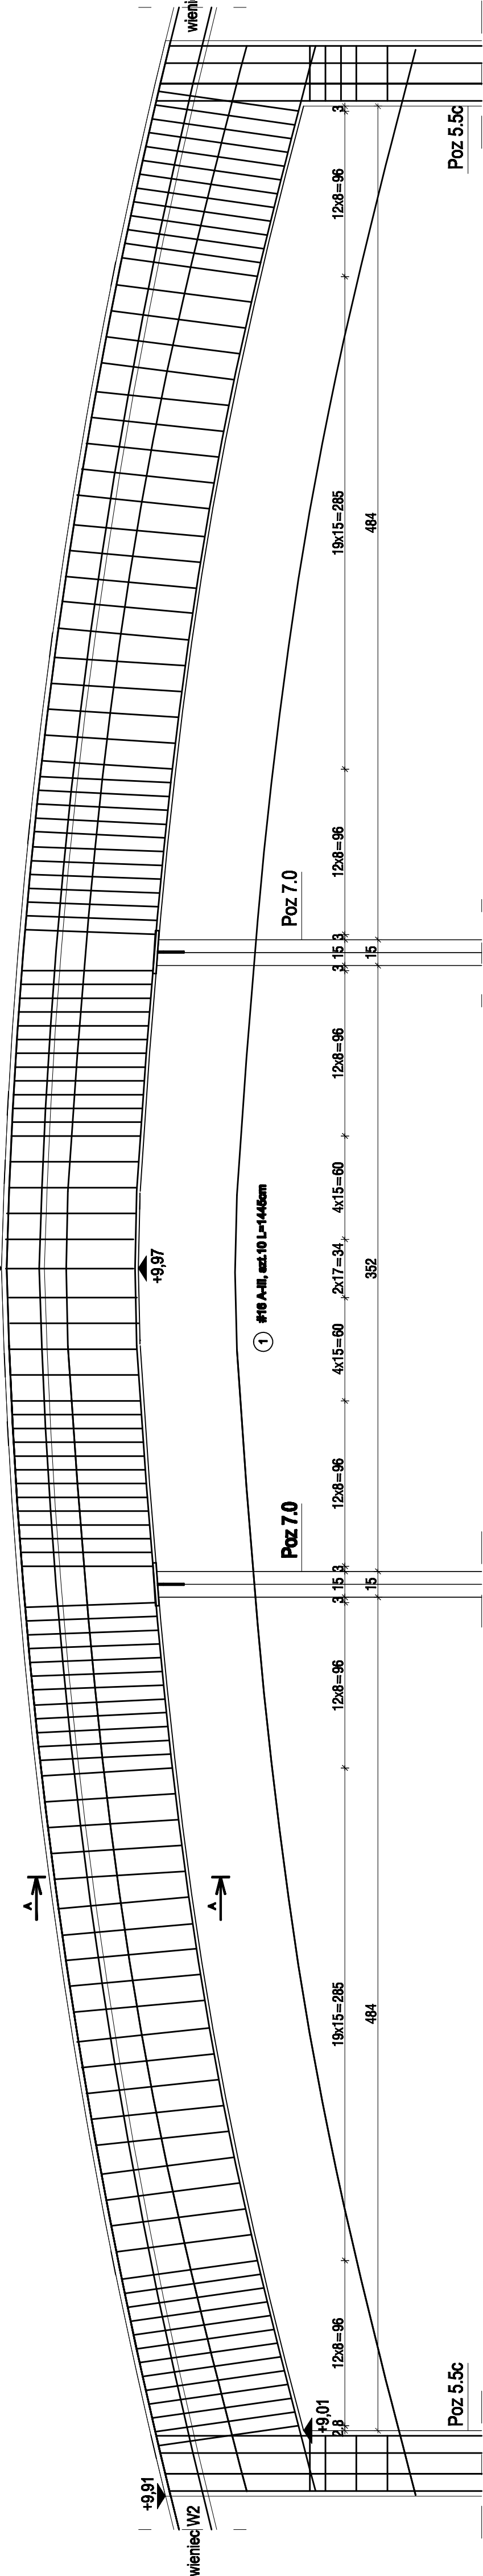 wieni
Poz 5.5c
3
12x8=96
19x15=285
484
12x8=96
Poz 7.0
3 15 3
15
12x8=96
4x15=60
2x17=34
352
+9,97
1 #16 A-III, szt.10 L=1445cm
4x15=60
12x8=96
Poz 7.0
3 15 3
15
12x8=96
A
A
19x15=285
484
12x8=96
Poz 5.5c
2,8
+9,01
+9,91
wieniec W2